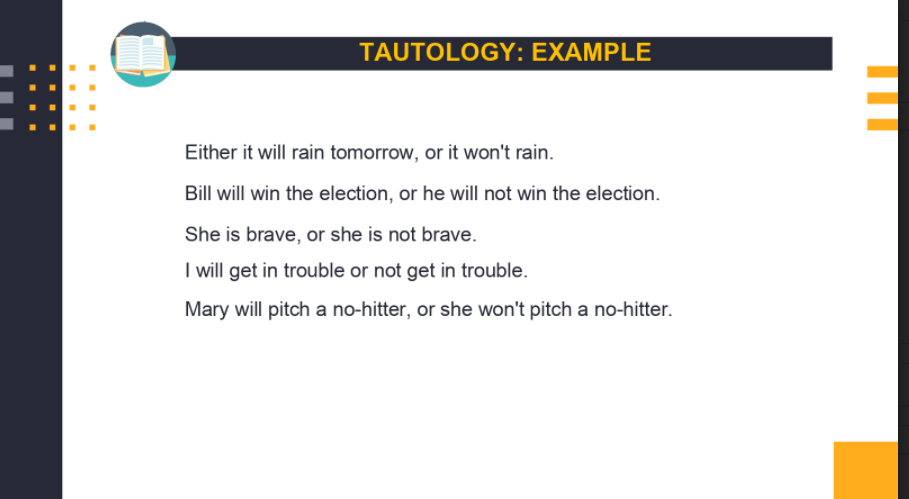 TAUTOLOGY: EXAMPLE
Either it will rain tomorrow, or it won't rain.
Bill will win the election, or he will not win the election.
She is brave, or she is not brave.
I will get in trouble or not get in trouble.
Mary will pitch a no-hitter, or she won't pitch a no-hitter.